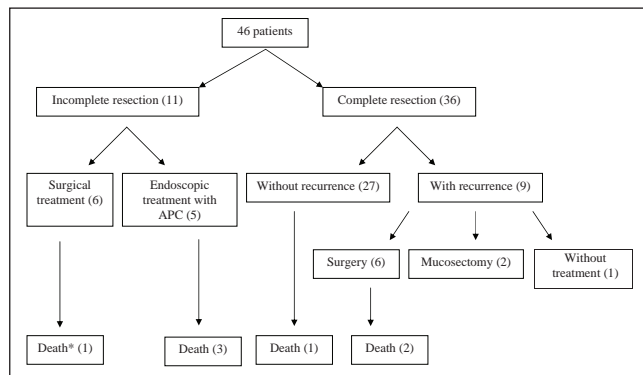 46 patients
Incomplete resection (11)
Complete resection (36)
Surgical
treatment (6)
Endoscopic
treatment with
APC (5)
Without recurrence (27)
With recurrence (9)
Surgery (6)
Mucosectomy (2)
Without
treatment (1)
Death* (1)
Death (3)
Death (1)
Death (2)